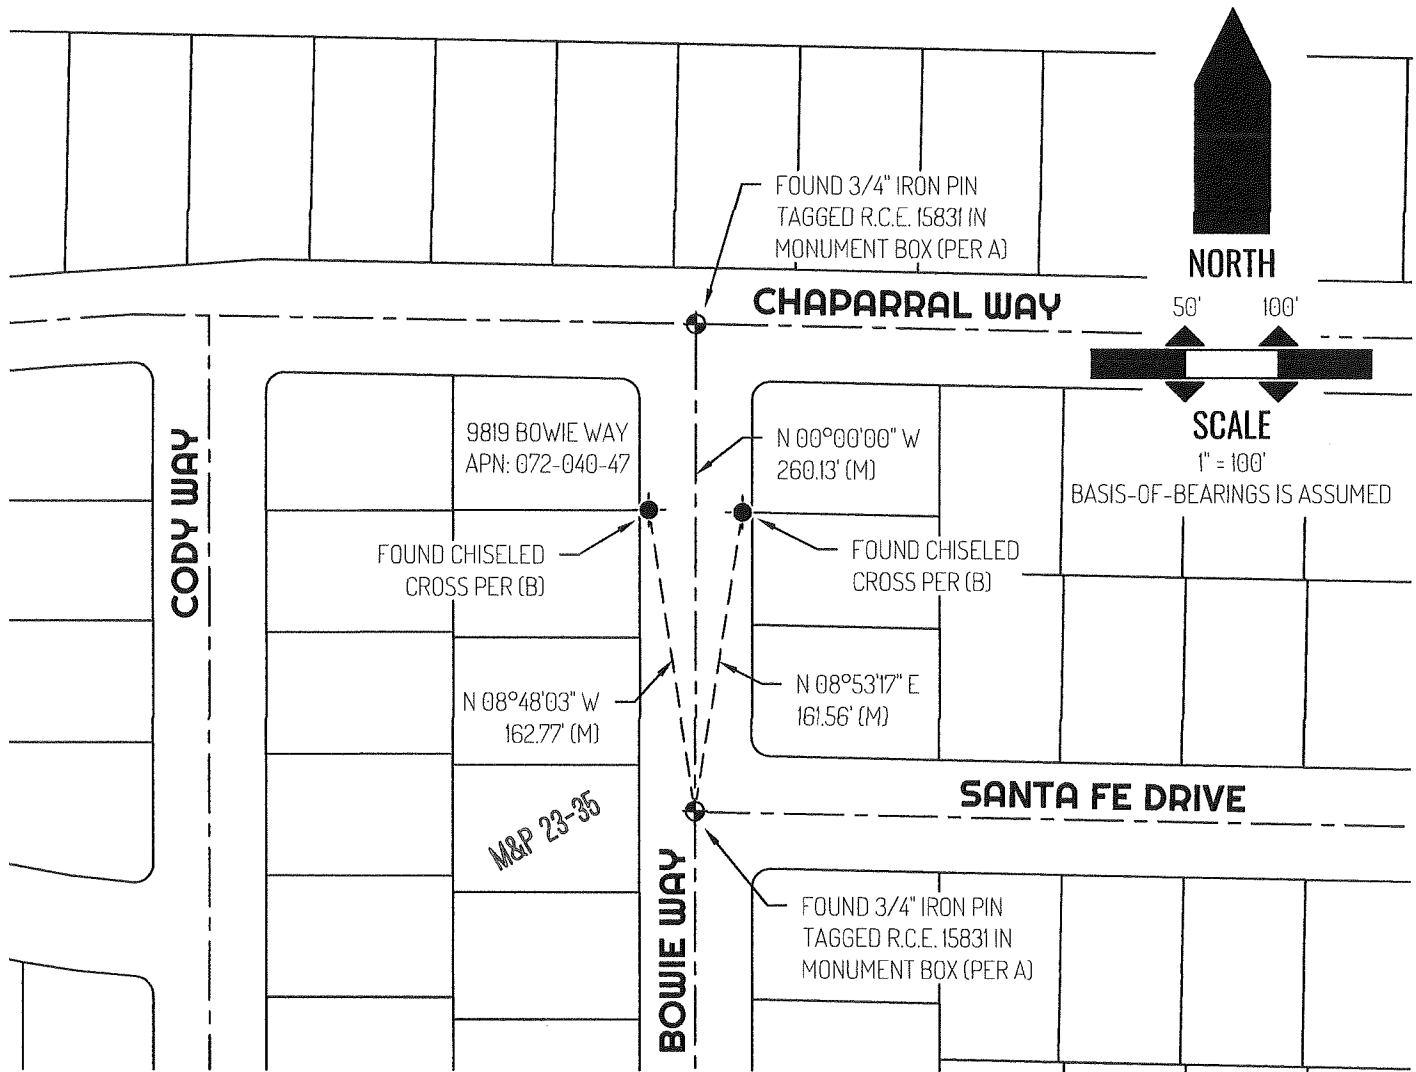 FOUND 3/4" IRON PIN
TAGGED R.C.E. 15831 IN
MONUMENT BOX (PER A)
NORTH
CHAPARRAL WAY
50' 100'
SCALE
1" = 100'
BASIS-OF-BEARINGS IS ASSUMED
9819 BOWIE WAY
APN: 072-040-47
N 00°00'00" W
260.13' (M)
CODY WAY
FOUND CHISELED
CROSS PER (B)
FOUND CHISELED
CROSS PER (B)
N 08°48'03" W
162.77' (M)
N 08°53'17" E
161.56' (M)
SANTA FE DRIVE
M&P 23-35
BOWIE WAY
FOUND 3/4" IRON PIN
TAGGED R.C.E. 15831 IN
MONUMENT BOX (PER A)